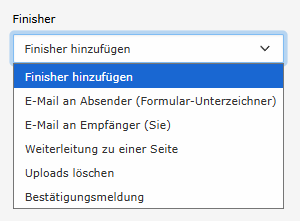 Finisher
Finisher hinzufügen
Finisher hinzufügen
E-Mail an Absender (Formular-Unterzeichner)
E-Mail an Empfänger (Sie)
Weiterleitung zu einer Seite
Uploads löschen
Bestätigungsmeldung